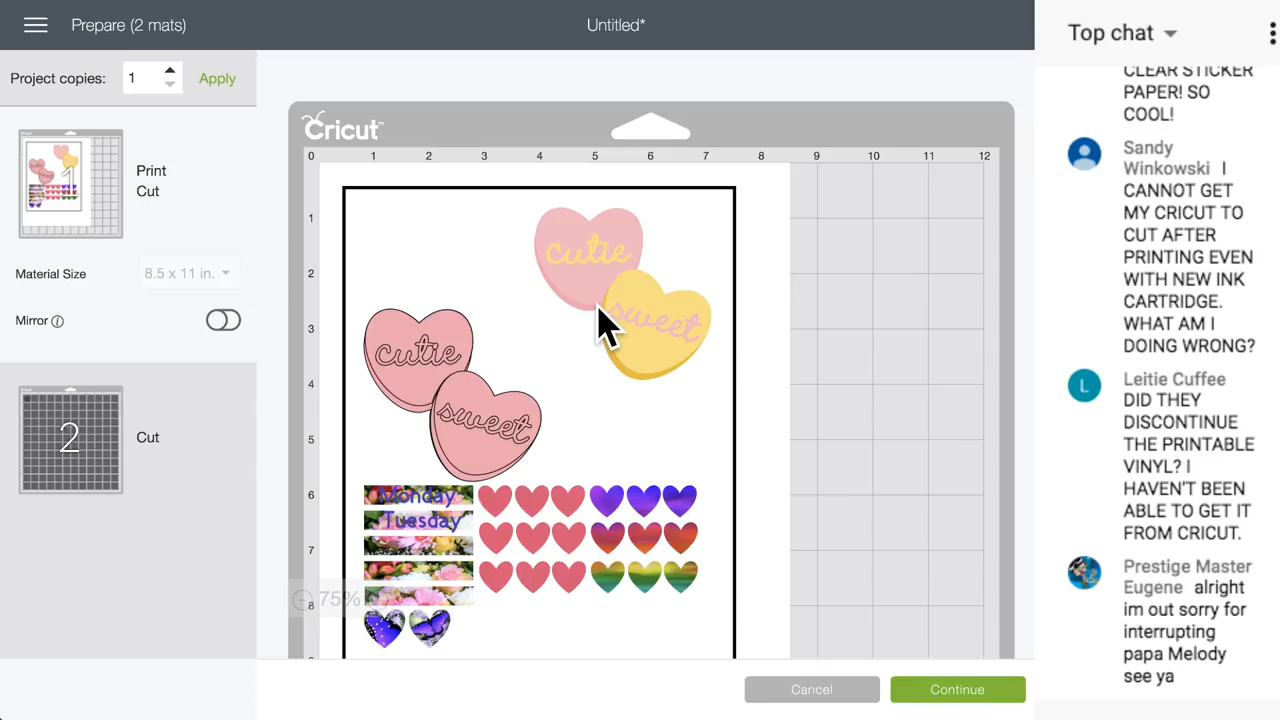 Prepare (2 mats)
Untitled*
Top chat
Project copies:
1
Apply
Print
Cut
Material Size
8.5 x 11 in.
Mirror
1
2
Cut
Cricut
0 1 2 3 4 5 6 7 8 9 10 11 12
1
2
3
4
5
6
7
8
cutie
sweet
cutie
sweet
Monday
Tuesday
75%
Cancel
Continue
CLEAR STICKER
PAPER! SO
COOL!
Sandy
Winkowski I
CANNOT GET
MY CRICUT TO
CUT AFTER
PRINTING EVEN
WITH NEW INK
CARTRIDGE.
WHAT AM I
DOING WRONG?
L
Leitie Cuffee
DID THEY
DISCONTINUE
THE PRINTABLE
VINYL? I
HAVEN'T BEEN
ABLE TO GET IT
FROM CRICUT.
Prestige Master
Eugene alright
im out sorry for
interrupting
papa Melody
see ya